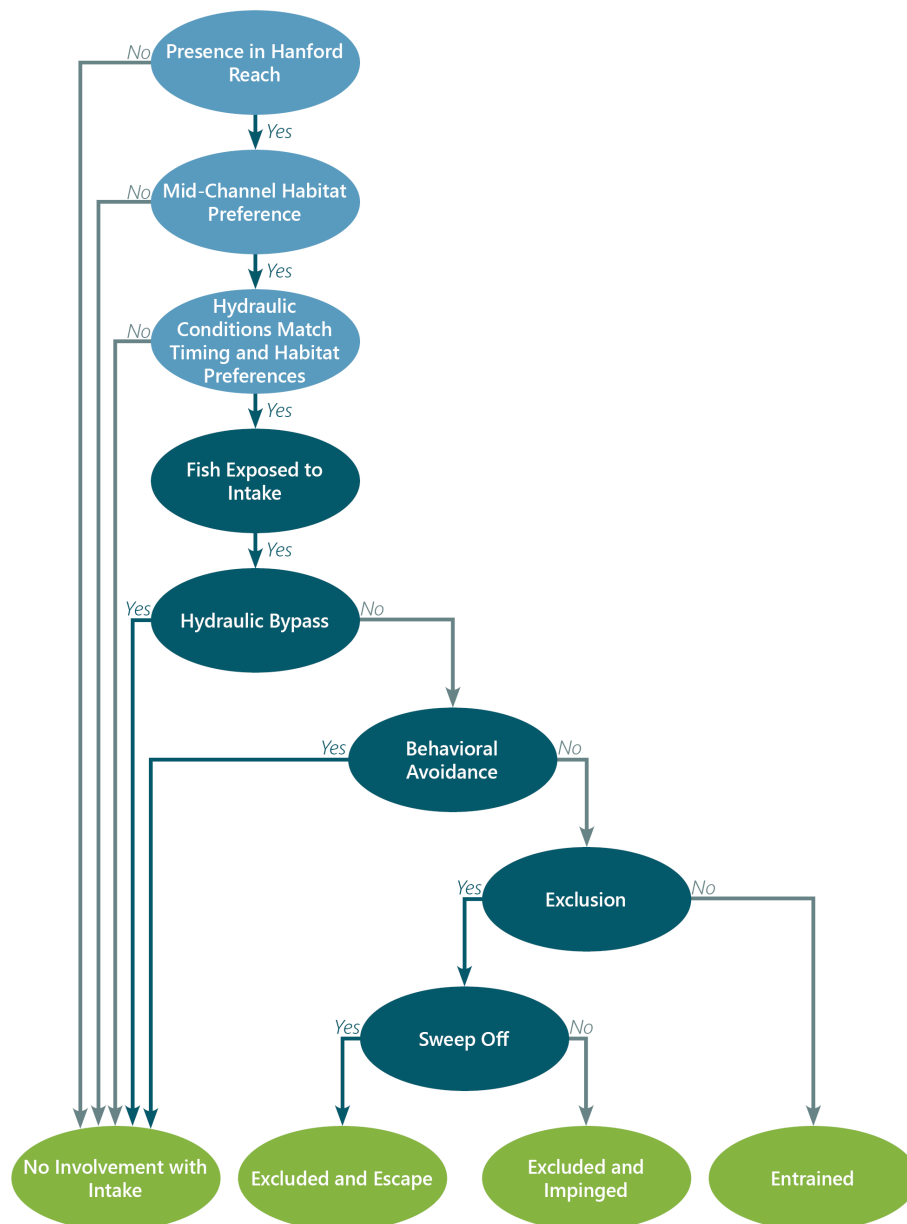 Presence in Hanford
Reach
No
Yes
Mid-Channel Habitat
Preference
No
Yes
Hydraulic
Conditions Match
Timing and Habitat
Preferences
No
Yes
Fish Exposed to
Intake
Yes
Yes
Hydraulic Bypass
No
Yes
Behavioral
Avoidance
No
Yes
Exclusion
No
Yes
Sweep Off
No
No Involvement with
Intake
Excluded and Escape
Excluded and
Impinged
Entrained